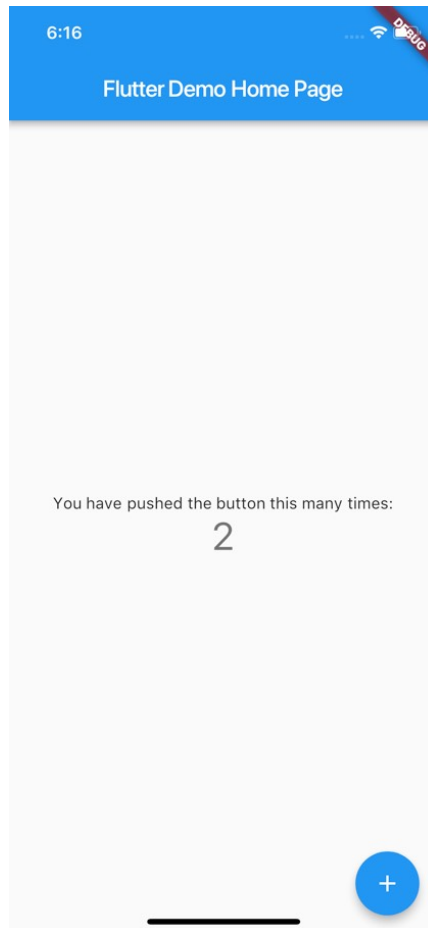 6:16
DEBUG
Flutter Demo Home Page
You have pushed the button this many times:
2
+